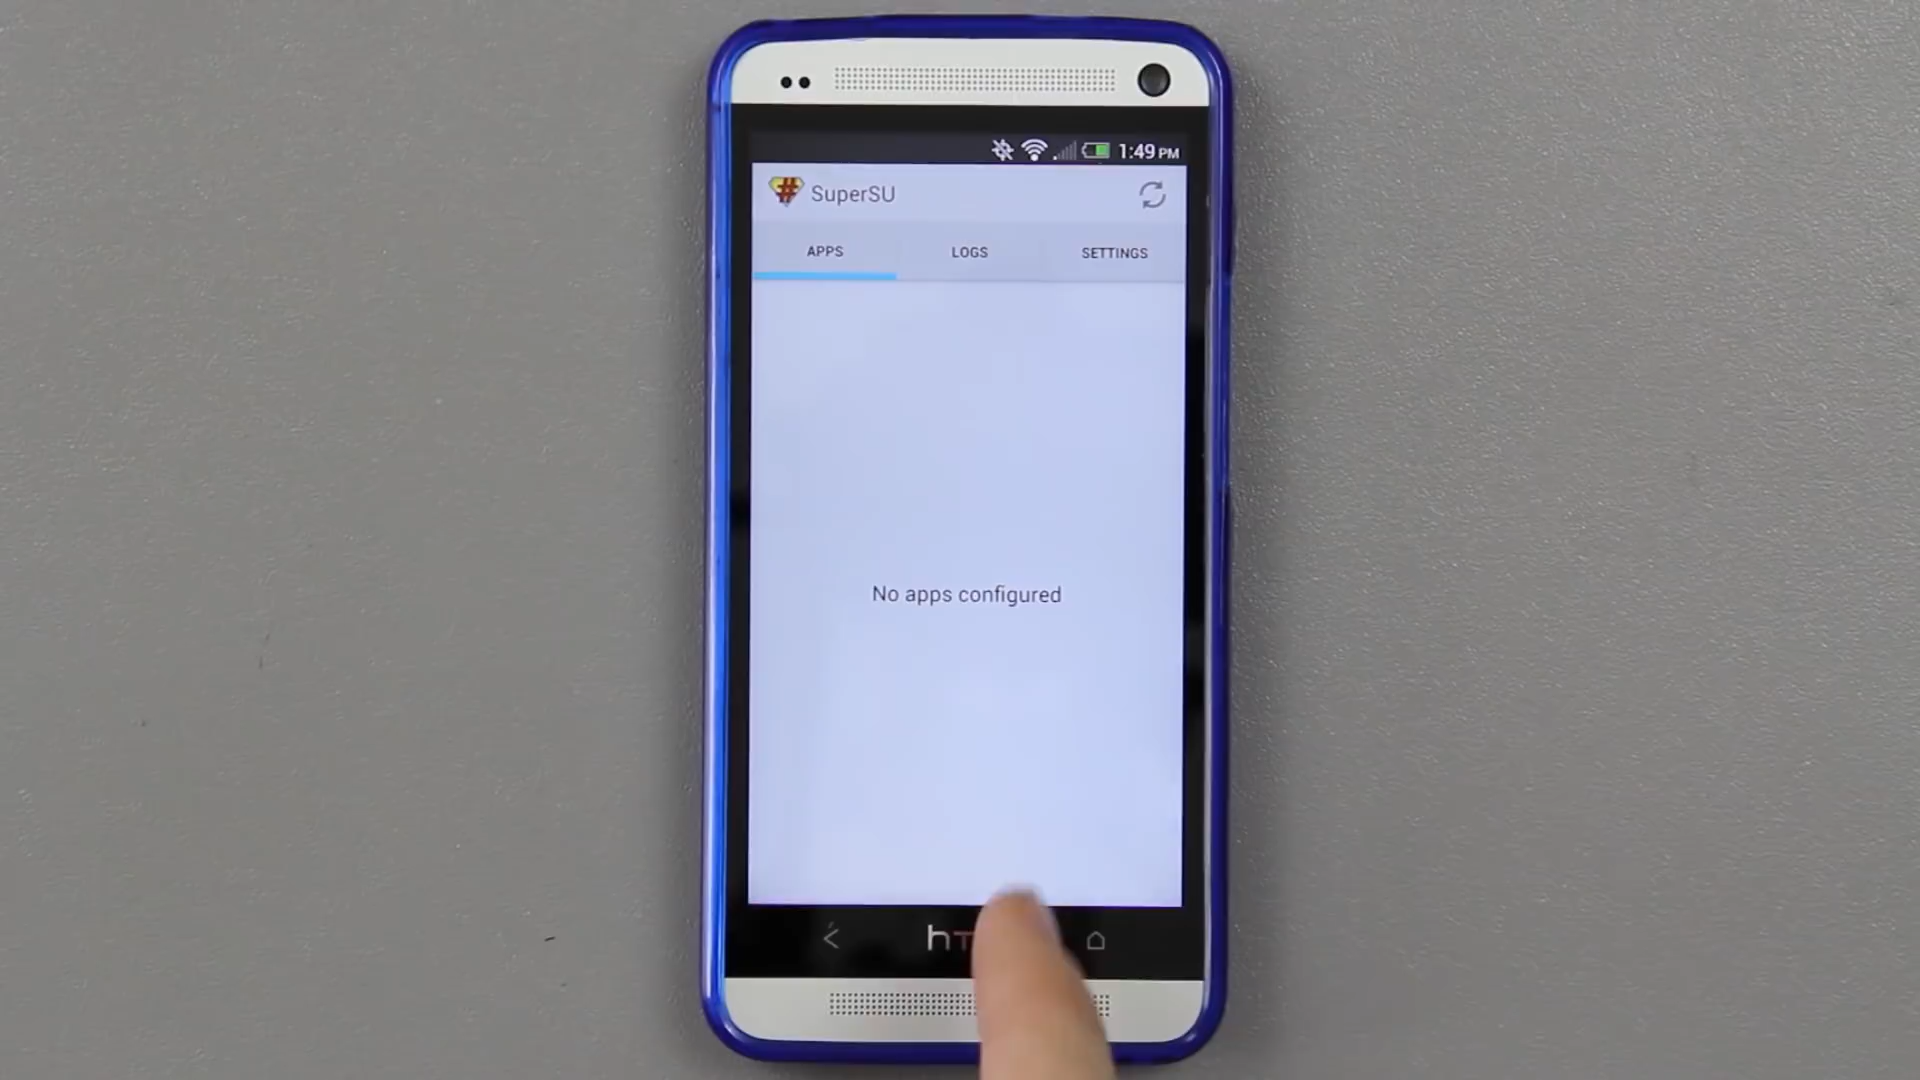 1:49 PM
SuperSU
APPS
LOGS
SETTINGS
No apps configured